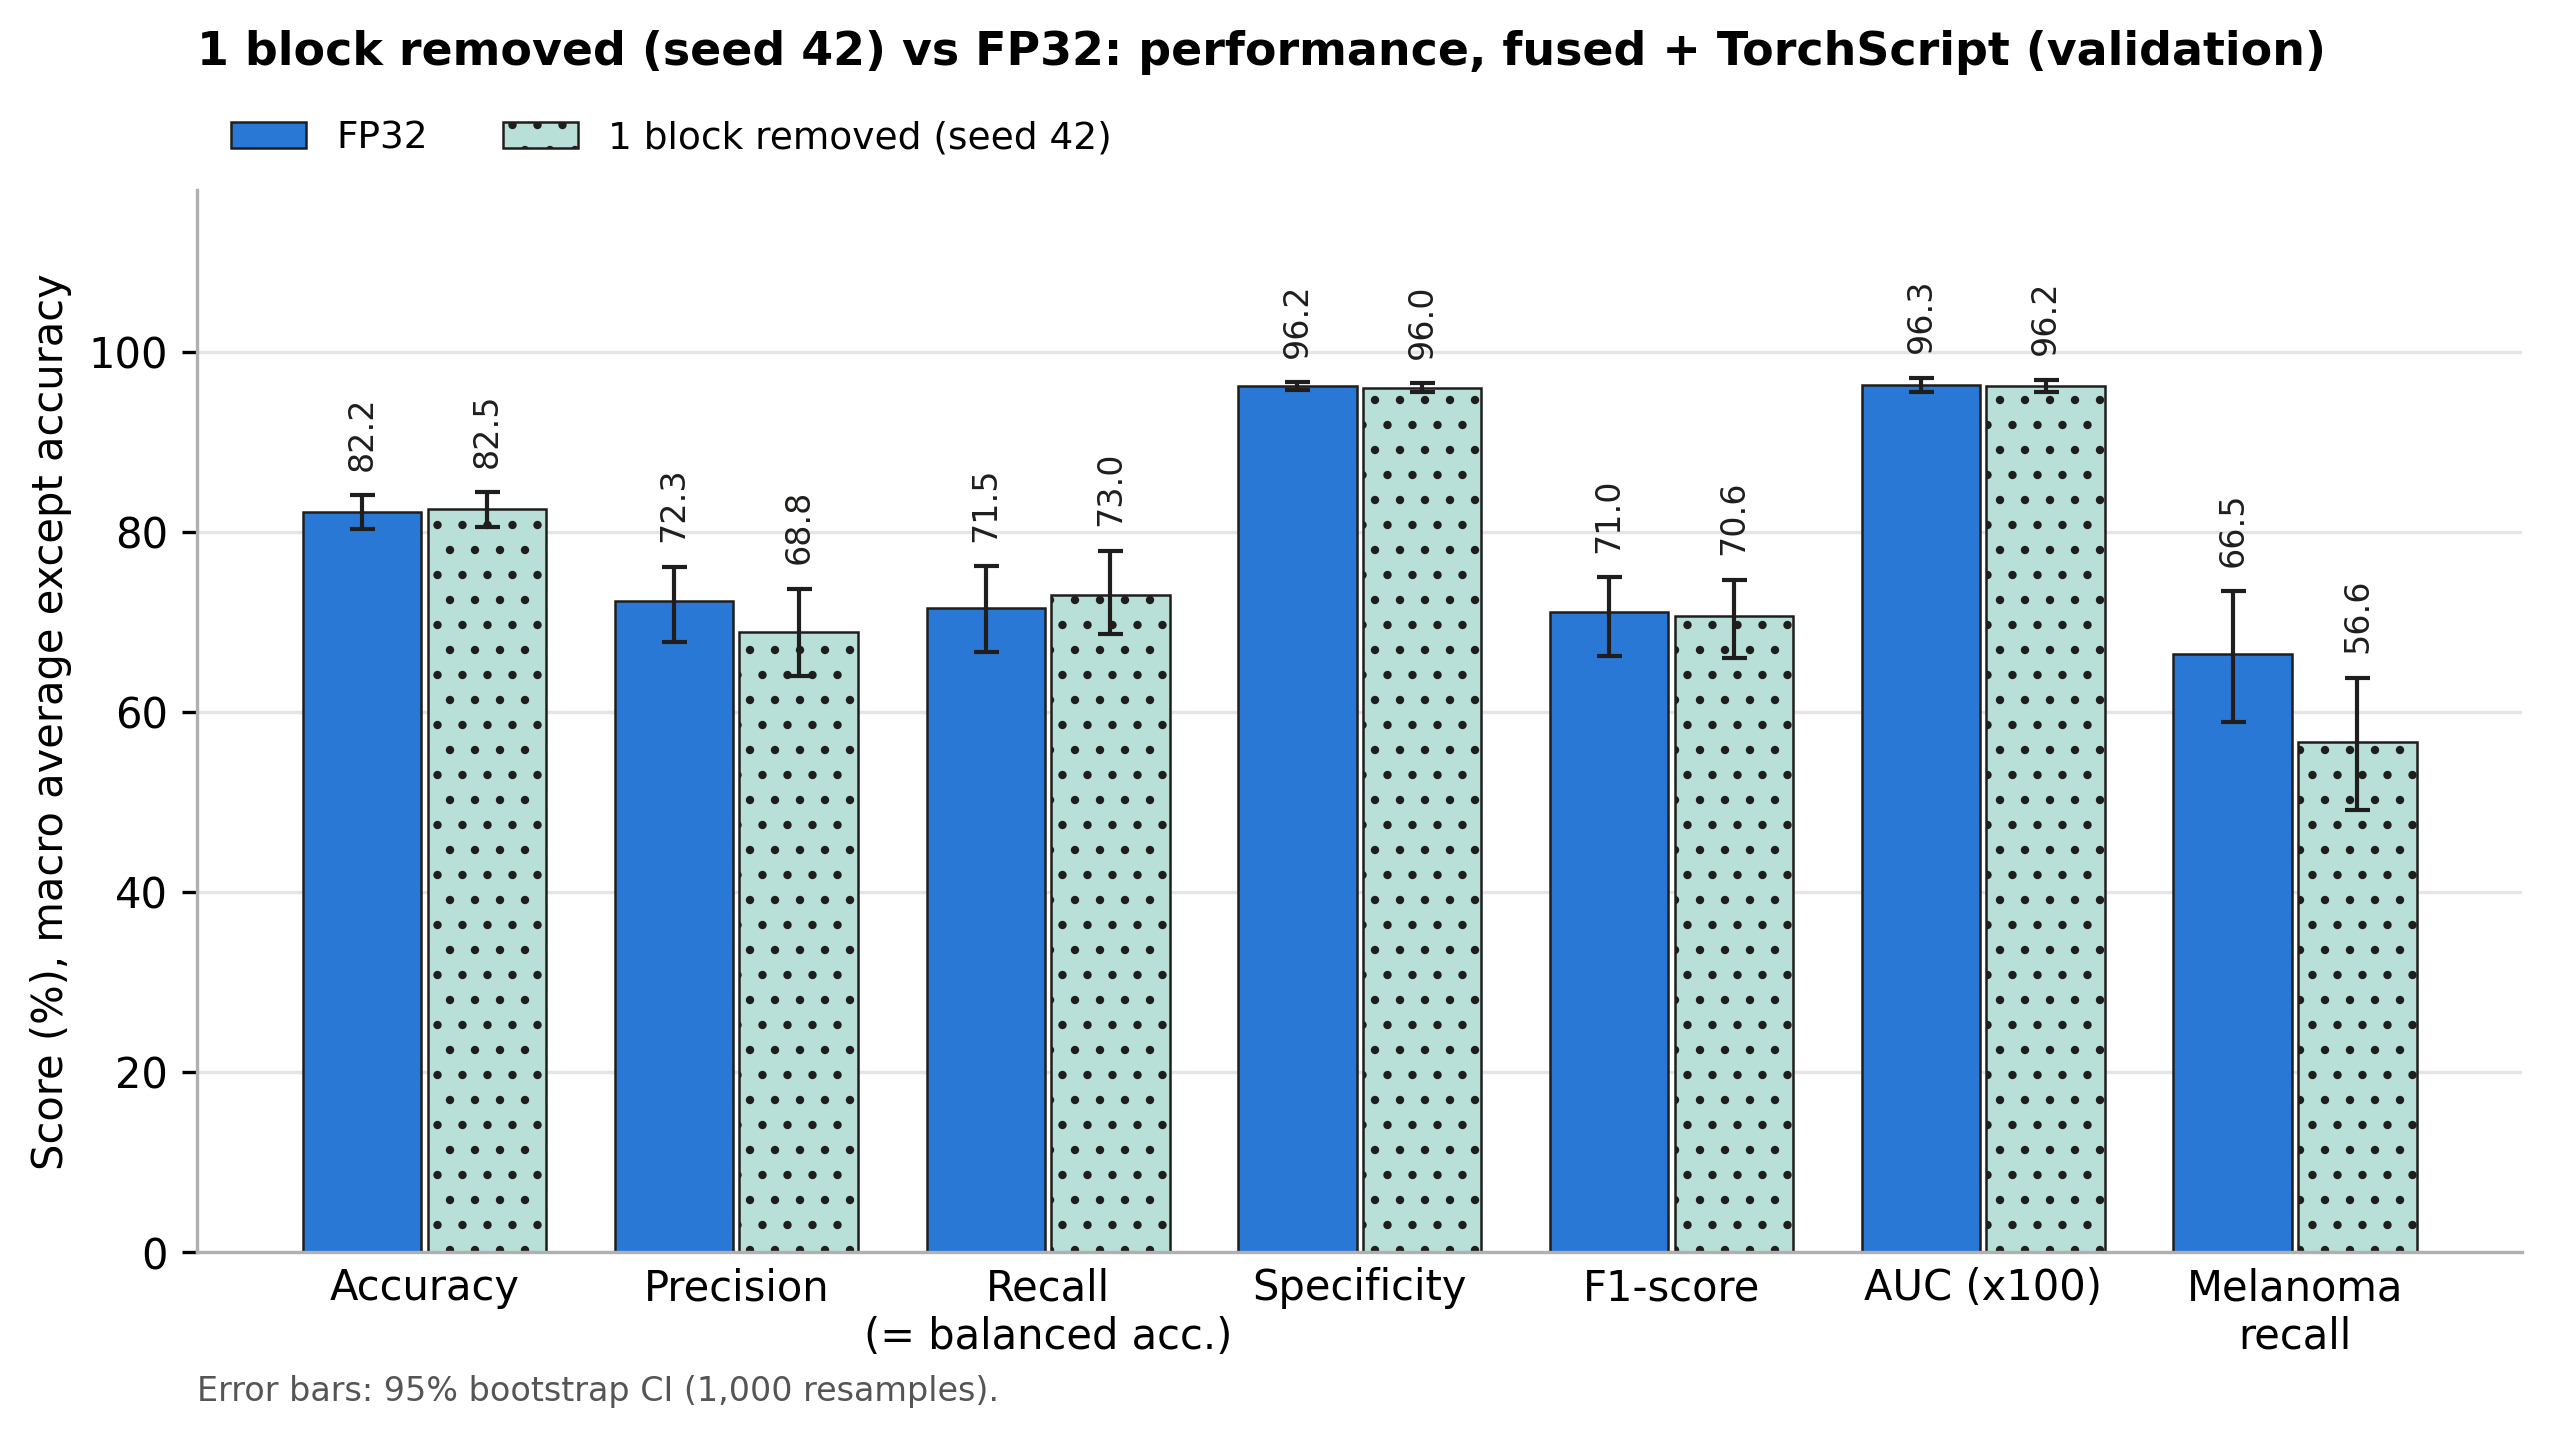 1 block removed (seed 42) vs FP32: performance, fused + TorchScript (validation)
FP32
1 block removed (seed 42)
Score (%), macro average except accuracy
100
80
60
40
20
0
82.2
82.5
72.3
68.8
71.5
73.0
96.2
96.0
71.0
70.6
96.3
96.2
66.5
56.6
Accuracy
Precision
Recall
(= balanced acc.)
Specificity
F1-score
AUC (x100)
Melanoma
recall
Error bars: 95% bootstrap CI (1,000 resamples).